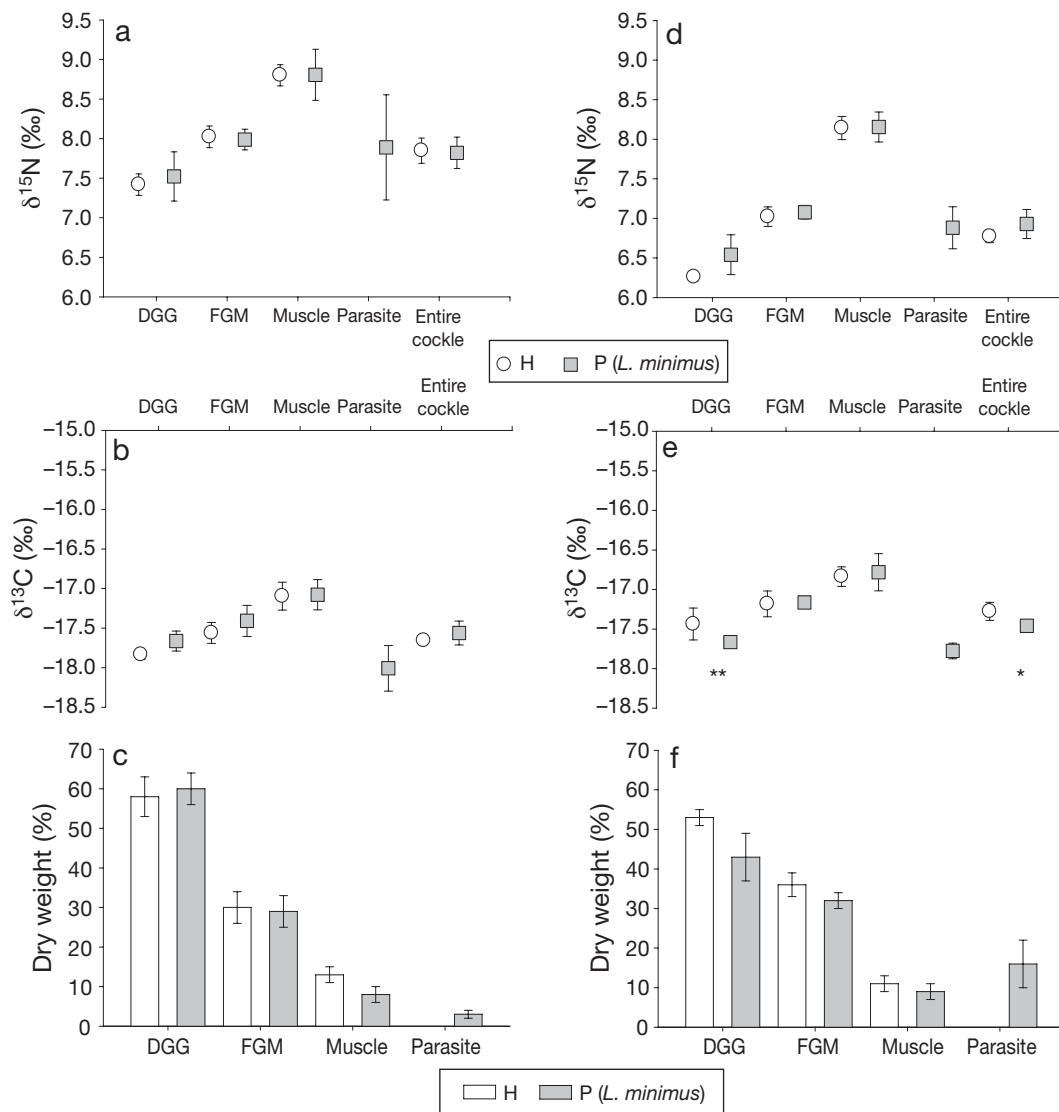 a
9.5
9.0
8.5
8.0
7.5
7.0
6.5
6.0
δ15N (‰)
DGG FGM Muscle Parasite Entire cockle
d
9.5
9.0
8.5
8.0
7.5
7.0
6.5
6.0
δ15N (‰)
DGG FGM Muscle Parasite Entire cockle
H P (L. minimus)
DGG FGM Muscle Parasite Entire cockle
b
−15.0
−15.5
−16.0
−16.5
−17.0
−17.5
−18.0
−18.5
δ13C (‰)
DGG FGM Muscle Parasite Entire cockle
e
−15.0
−15.5
−16.0
−16.5
−17.0
−17.5
−18.0
−18.5
δ13C (‰)
** *
c
70
60
50
40
30
20
10
0
Dry weight (%)
DGG FGM Muscle Parasite
f
70
60
50
40
30
20
10
0
Dry weight (%)
DGG FGM Muscle Parasite
H P (L. minimus)